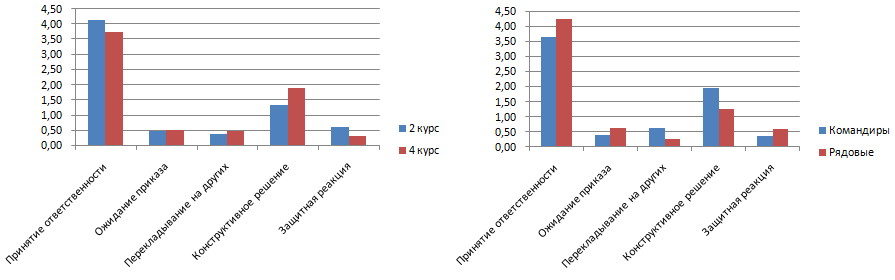 4,50
4,00
3,50
3,00
2,50
2,00
1,50
1,00
0,50
0,00
Принятие ответственности
Ожидание приказа
Перекладывание на других
Конструктивное решение
Защитная реакция
2 курс
4 курс
4,50
4,00
3,50
3,00
2,50
2,00
1,50
1,00
0,50
0,00
Принятие ответственности
Ожидание приказа
Перекладывание на других
Конструктивное решение
Защитная реакция
Командиры
Рядовые